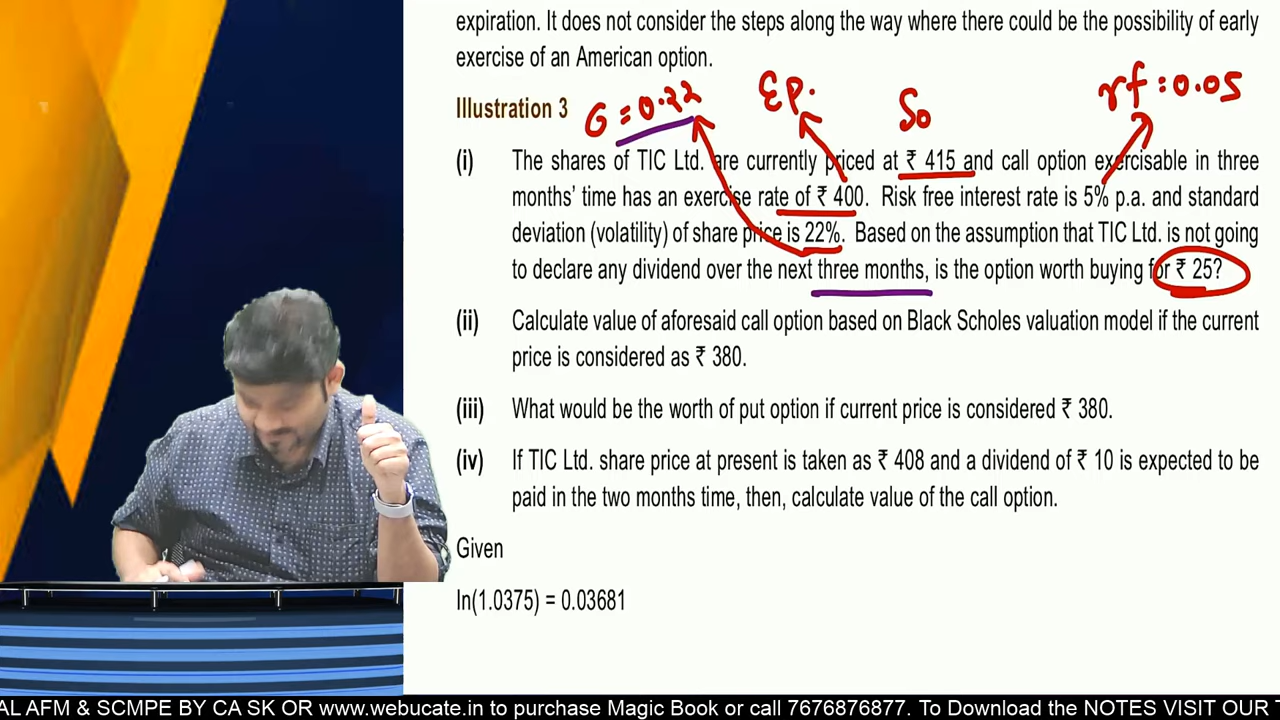 expiration. It does not consider the steps along the way where there could be the possibility of early
exercise of an American option.
Illustration 3
σ = 0.22
Ep.
So
rf = 0.05
(i) The shares of TIC Ltd. are currently priced at ₹ 415 and call option exercisable in three
months' time has an exercise rate of ₹ 400. Risk free interest rate is 5% p.a. and standard
deviation (volatility) of share price is 22%. Based on the assumption that TIC Ltd. is not going
to declare any dividend over the next three months, is the option worth buying for ₹ 25?
(ii) Calculate value of aforesaid call option based on Black Scholes valuation model if the current
price is considered as ₹ 380.
(iii) What would be the worth of put option if current price is considered ₹ 380.
(iv) If TIC Ltd. share price at present is taken as ₹ 408 and a dividend of ₹ 10 is expected to be
paid in the two months time, then, calculate value of the call option.
Given
ln(1.0375) = 0.03681
AL AFM & SCMPE BY CA SK OR www.webucate.in to purchase Magic Book or call 7676876877. To Download the NOTES VISIT OUR